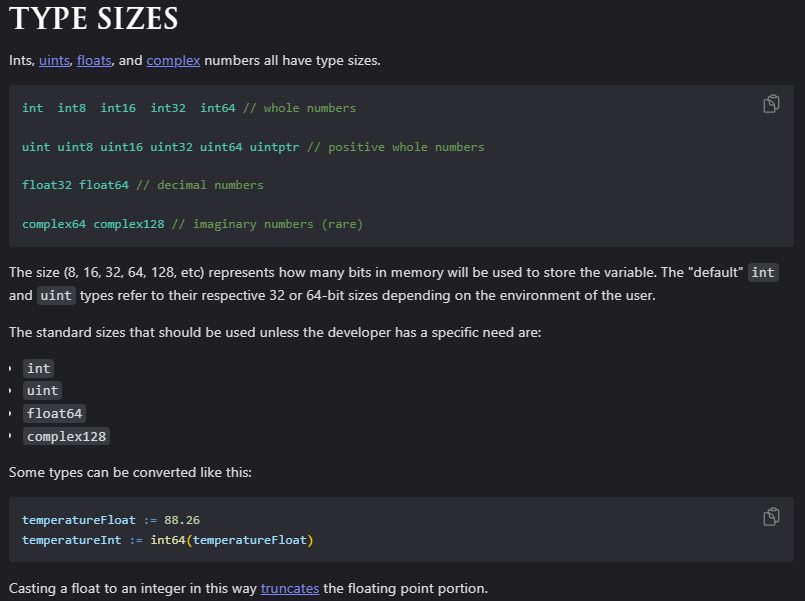 TYPE SIZES
Ints, uints, floats, and complex numbers all have type sizes.
int  int8  int16  int32  int64 // whole numbers
uint uint8 uint16 uint32 uint64 uintptr // positive whole numbers
float32 float64 // decimal numbers
complex64 complex128 // imaginary numbers (rare)
The size (8, 16, 32, 64, 128, etc) represents how many bits in memory will be used to store the variable. The "default" int
and uint types refer to their respective 32 or 64-bit sizes depending on the environment of the user.
The standard sizes that should be used unless the developer has a specific need are:
• int
• uint
• float64
• complex128
Some types can be converted like this:
temperatureFloat := 88.26
temperatureInt := int64(temperatureFloat)
Casting a float to an integer in this way truncates the floating point portion.